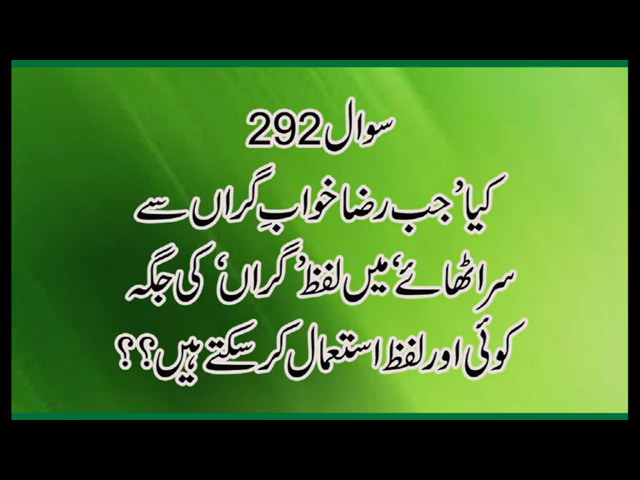 سوال 292
کیا ’جب رضا خوابِ گراں سے
سر اٹھائے‘ میں لفظ ’گراں‘ کی جگہ
کوئی اور لفظ استعمال کر سکتے ہیں؟؟